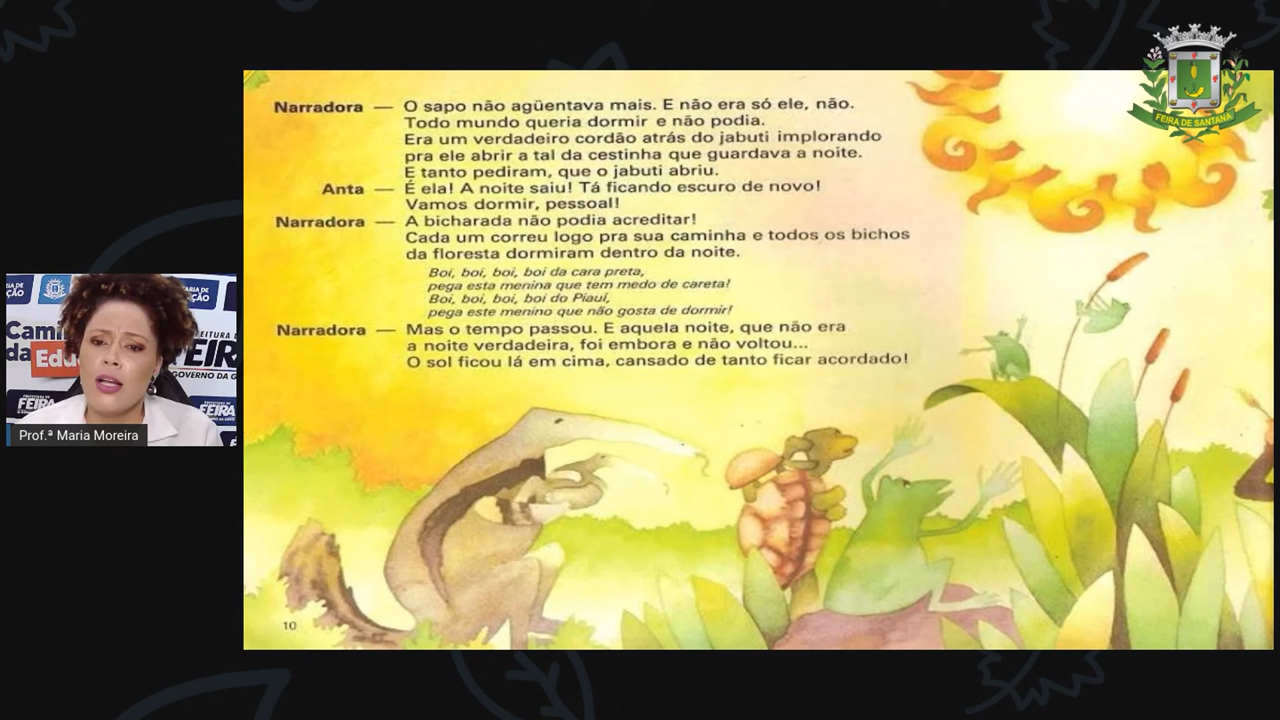 FEIRA DE SANTANA
Narradora — O sapo não agüentava mais. E não era só ele, não.
Todo mundo queria dormir e não podia.
Era um verdadeiro cordão atrás do jabuti implorando
pra ele abrir a tal da cestinha que guardava a noite.
E tanto pediram, que o jabuti abriu.
Anta — É ela! A noite saiu! Tá ficando escuro de novo!
Vamos dormir, pessoal!
Narradora — A bicharada não podia acreditar!
Cada um correu logo pra sua caminha e todos os bichos
da floresta dormiram dentro da noite.
Boi, boi, boi, boi da cara preta,
pega esta menina que tem medo de careta!
Boi, boi, boi, boi do Piauí,
pega este menino que não gosta de dormir!
Narradora — Mas o tempo passou. E aquela noite, que não era
a noite verdadeira, foi embora e não voltou...
O sol ficou lá em cima, cansado de tanto ficar acordado!
10
Prof.ª Maria Moreira
FEIRA
GOVERNO DA